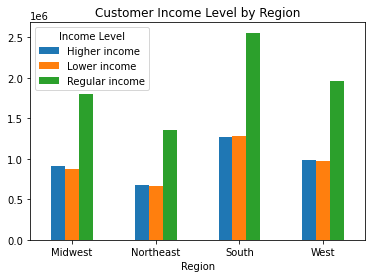 Customer Income Level by Region
1e6
2.5
2.0
1.5
1.0
0.5
0.0
Income Level
Higher income
Lower income
Regular income
Midwest Northeast South West
Region